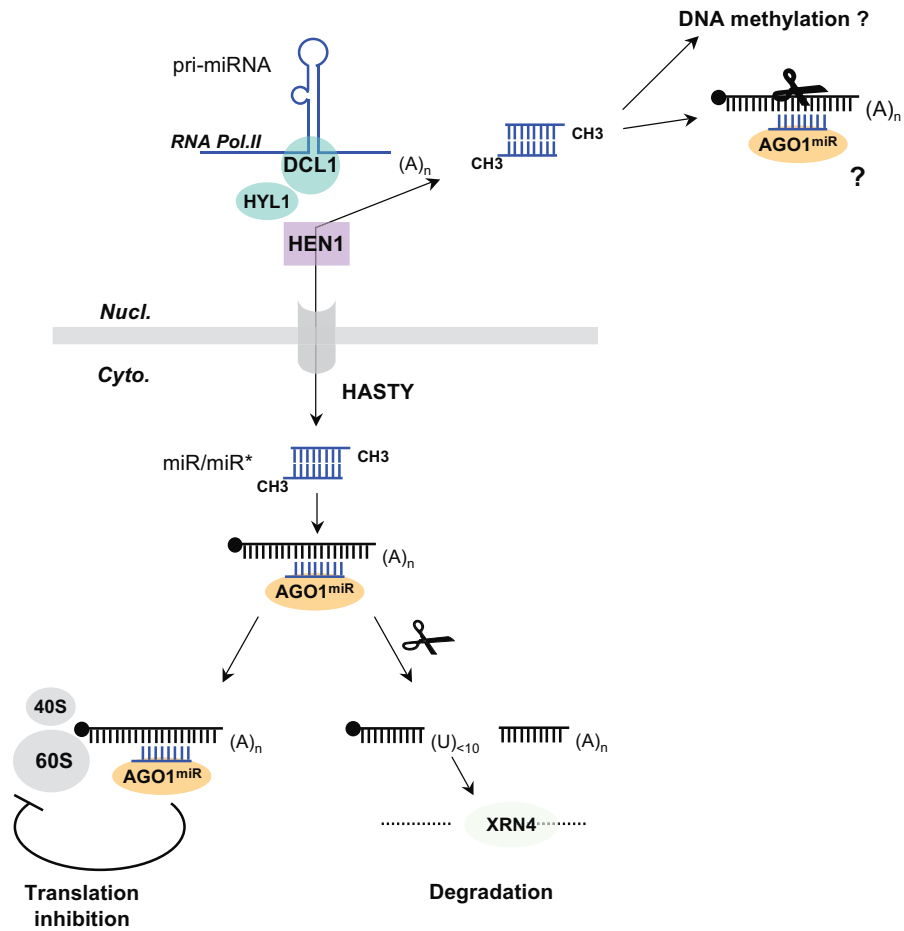 DNA methylation ?
pri-miRNA
(A)n
CH3
CH3
AGO1miR
?
RNA Pol.II
DCL1
(A)n
HYL1
HEN1
Nucl.
Cyto.
HASTY
miR/miR*
CH3
CH3
(A)n
AGO1miR
40S
60S
(A)n
AGO1miR
(U)<10
(A)n
XRN4
Translation
inhibition
Degradation